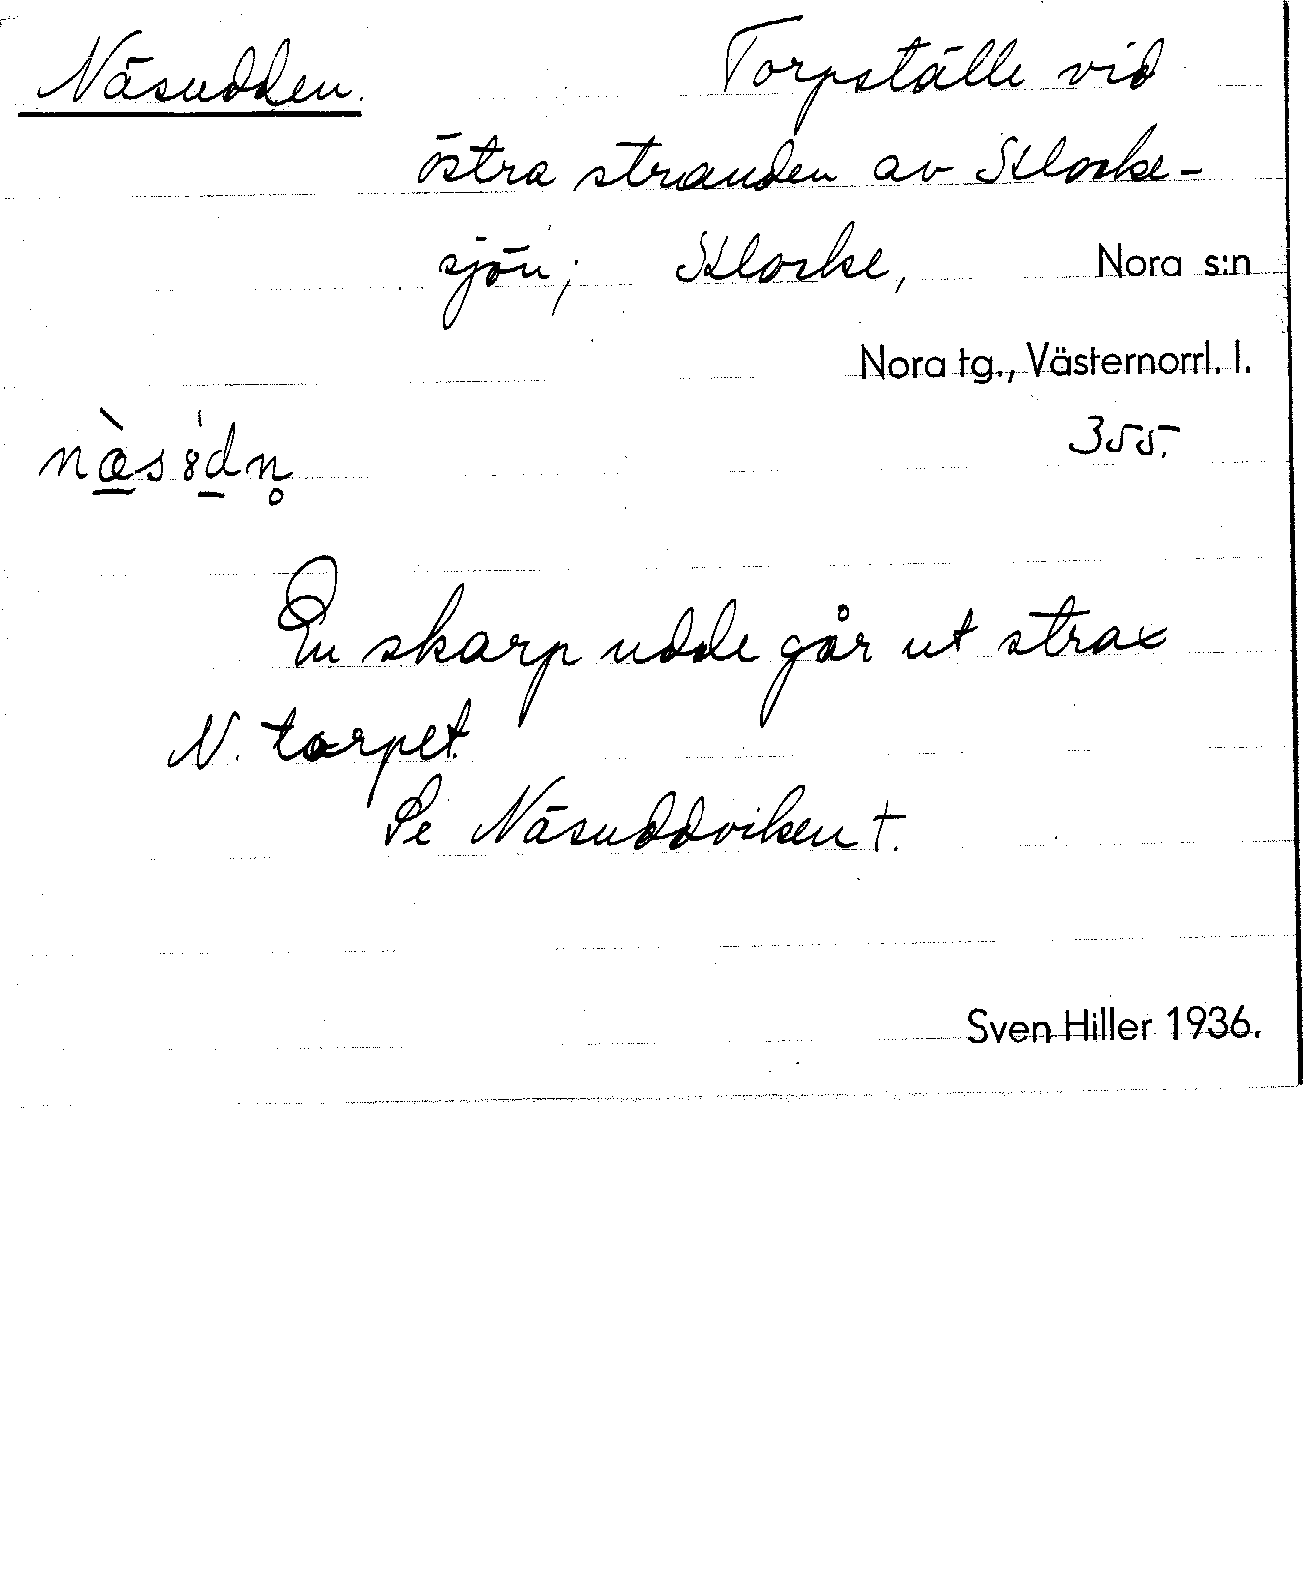 Näsudden. Torpställe vid
östra stranden av Klocke-
sjön; Klocke, Nora s:n
Nora tg., Västernorrl. l.
355.
En skarp udde går ut strax
N. torpet.
Se Näsuddviken †.
Sven Hiller 1936.